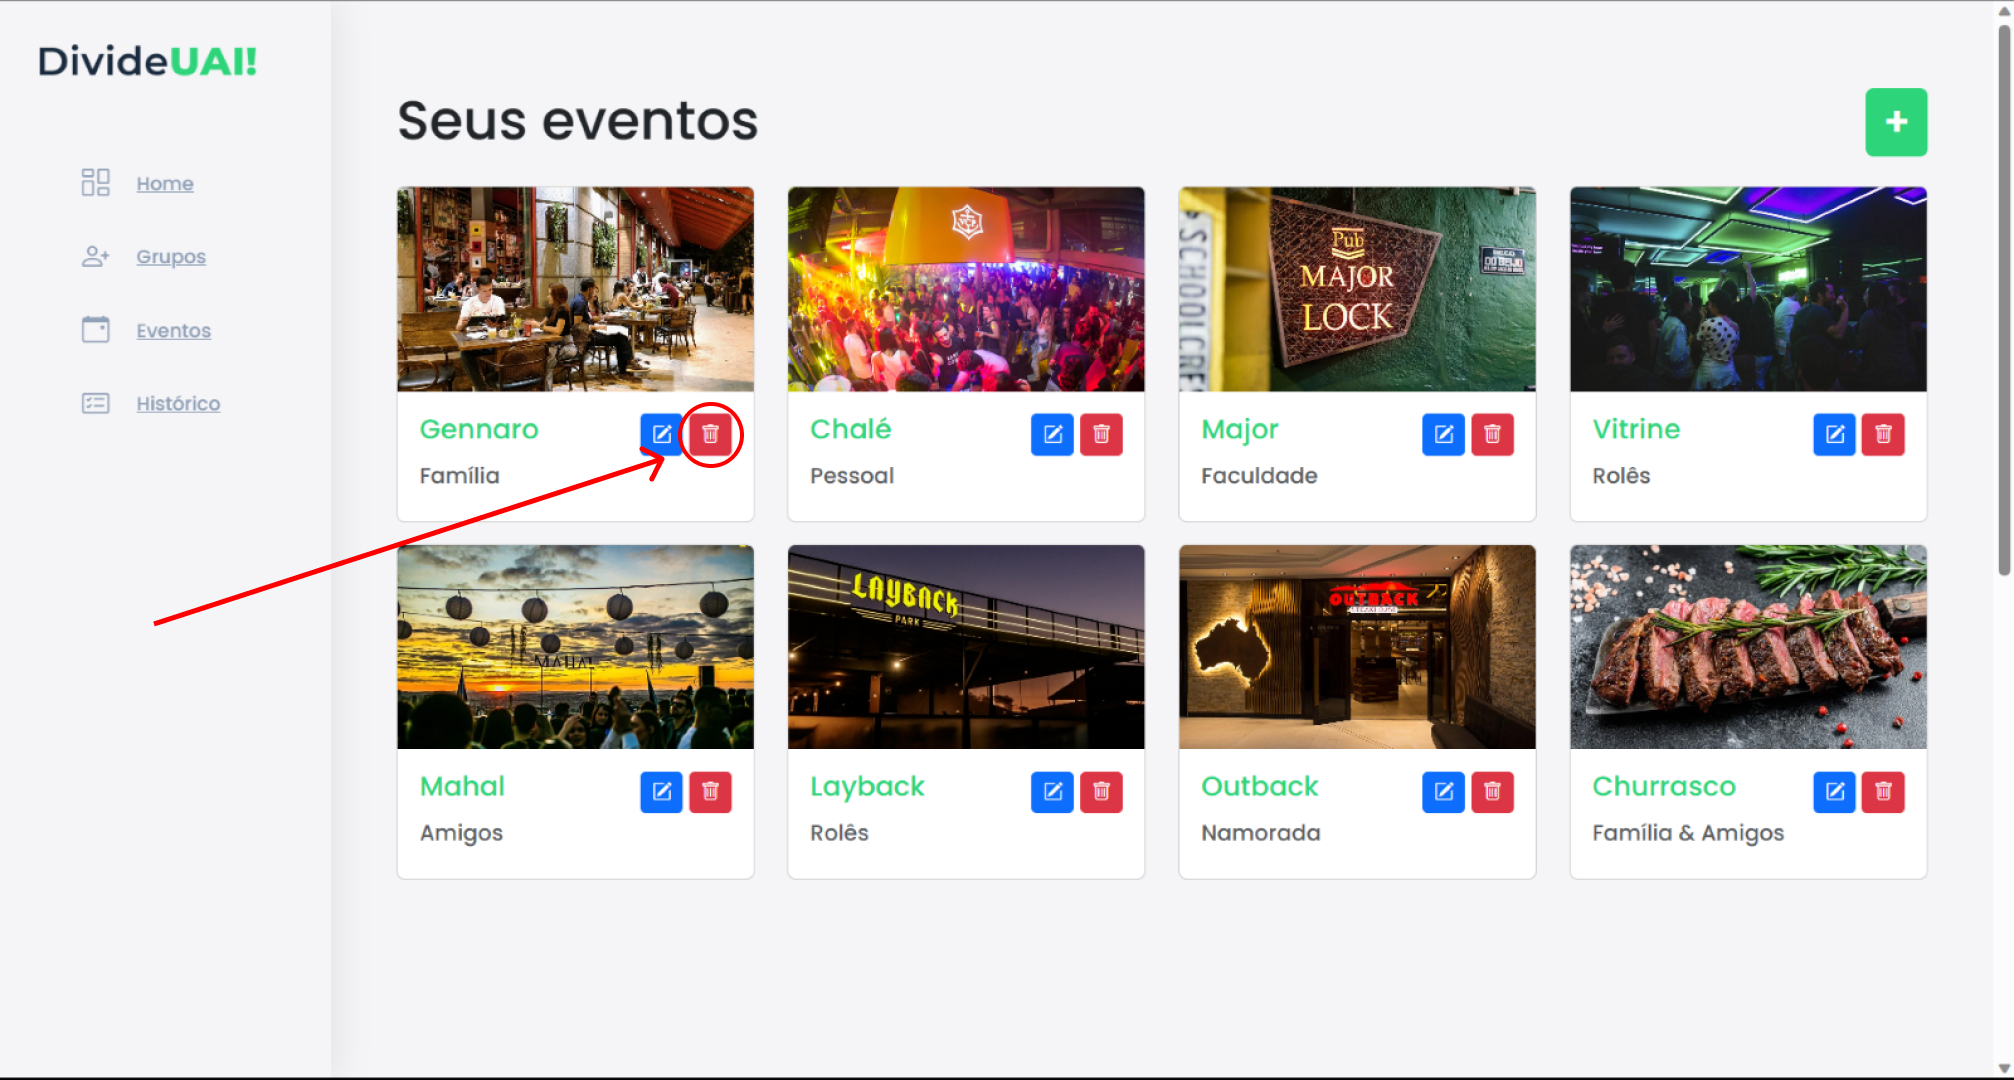 DivideUAI!
Home
Grupos
Eventos
Histórico
Seus eventos
+
Pub
MAJOR
LOCK
Gennaro
Família
Chalé
Pessoal
Major
Faculdade
Vitrine
Rolês
MAHAL
LAYBACK
PARK
OUTBACK
Mahal
Amigos
Layback
Rolês
Outback
Namorada
Churrasco
Família & Amigos